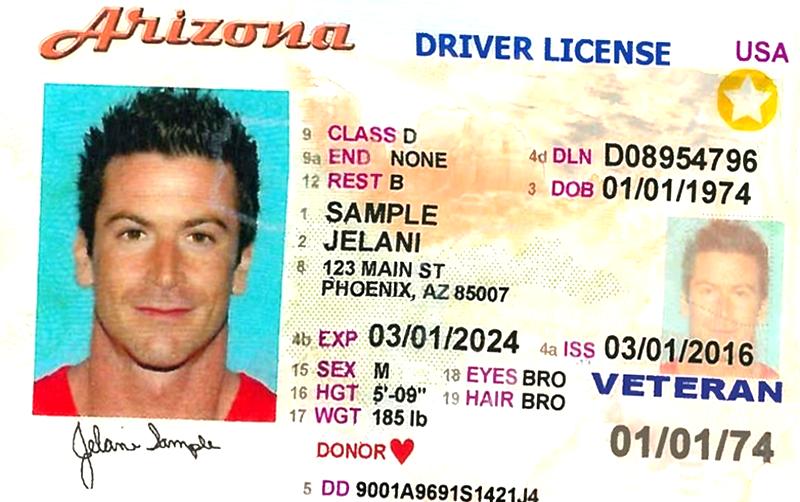 Arizona
DRIVER LICENSE USA
9 CLASS D
9a END NONE
4d DLN D08954796
12 REST B
3 DOB 01/01/1974
1 SAMPLE
2 JELANI
8 123 MAIN ST
PHOENIX, AZ 85007
4b EXP 03/01/2024
4a ISS 03/01/2016
15 SEX M
18 EYES BRO
16 HGT 5'-09"
19 HAIR BRO
VETERAN
17 WGT 185 lb
DONOR
01/01/74
5 DD 9001A9691S1421J4
Jelani Sample